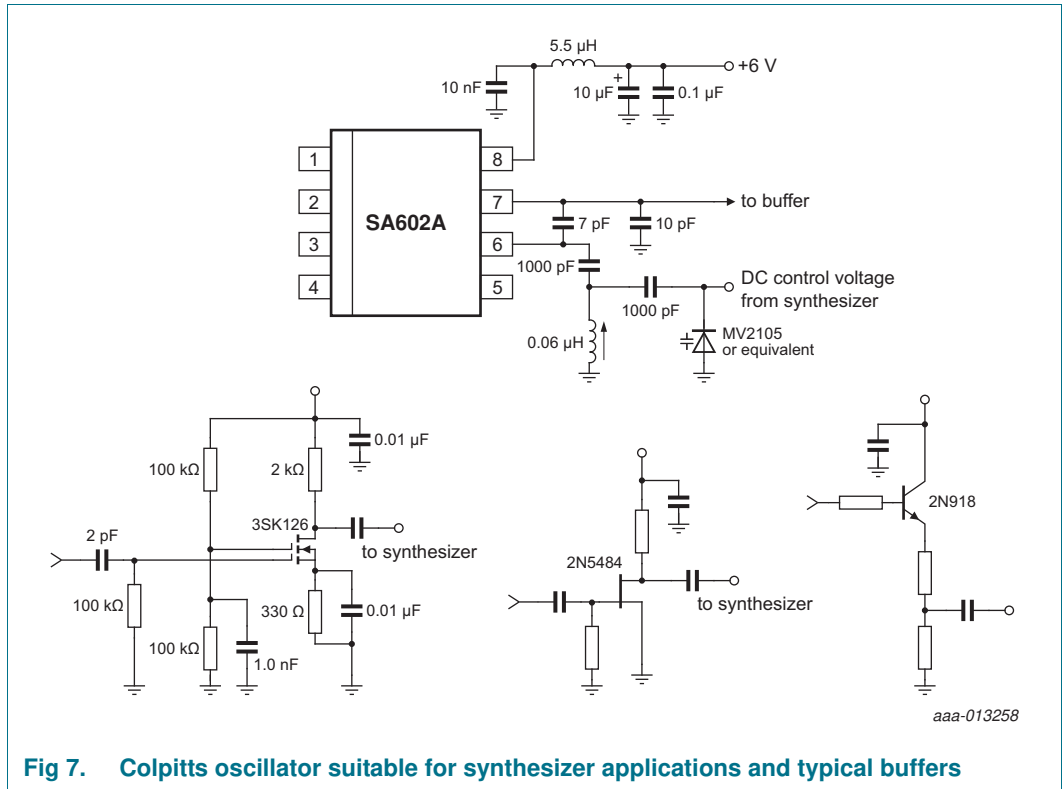 5.5 µH
+6 V
10 nF
+
10 µF
0.1 µF
1
8
2
7
to buffer
SA602A
7 pF
10 pF
3
6
1000 pF
4
5
DC control voltage
from synthesizer
1000 pF
0.06 µH
MV2105
or equivalent
0.01 µF
100 kΩ
2 kΩ
3SK126
to synthesizer
2 pF
100 kΩ
330 Ω
0.01 µF
100 kΩ
1.0 nF
2N5484
to synthesizer
2N918
aaa-013258
Fig 7. Colpitts oscillator suitable for synthesizer applications and typical buffers